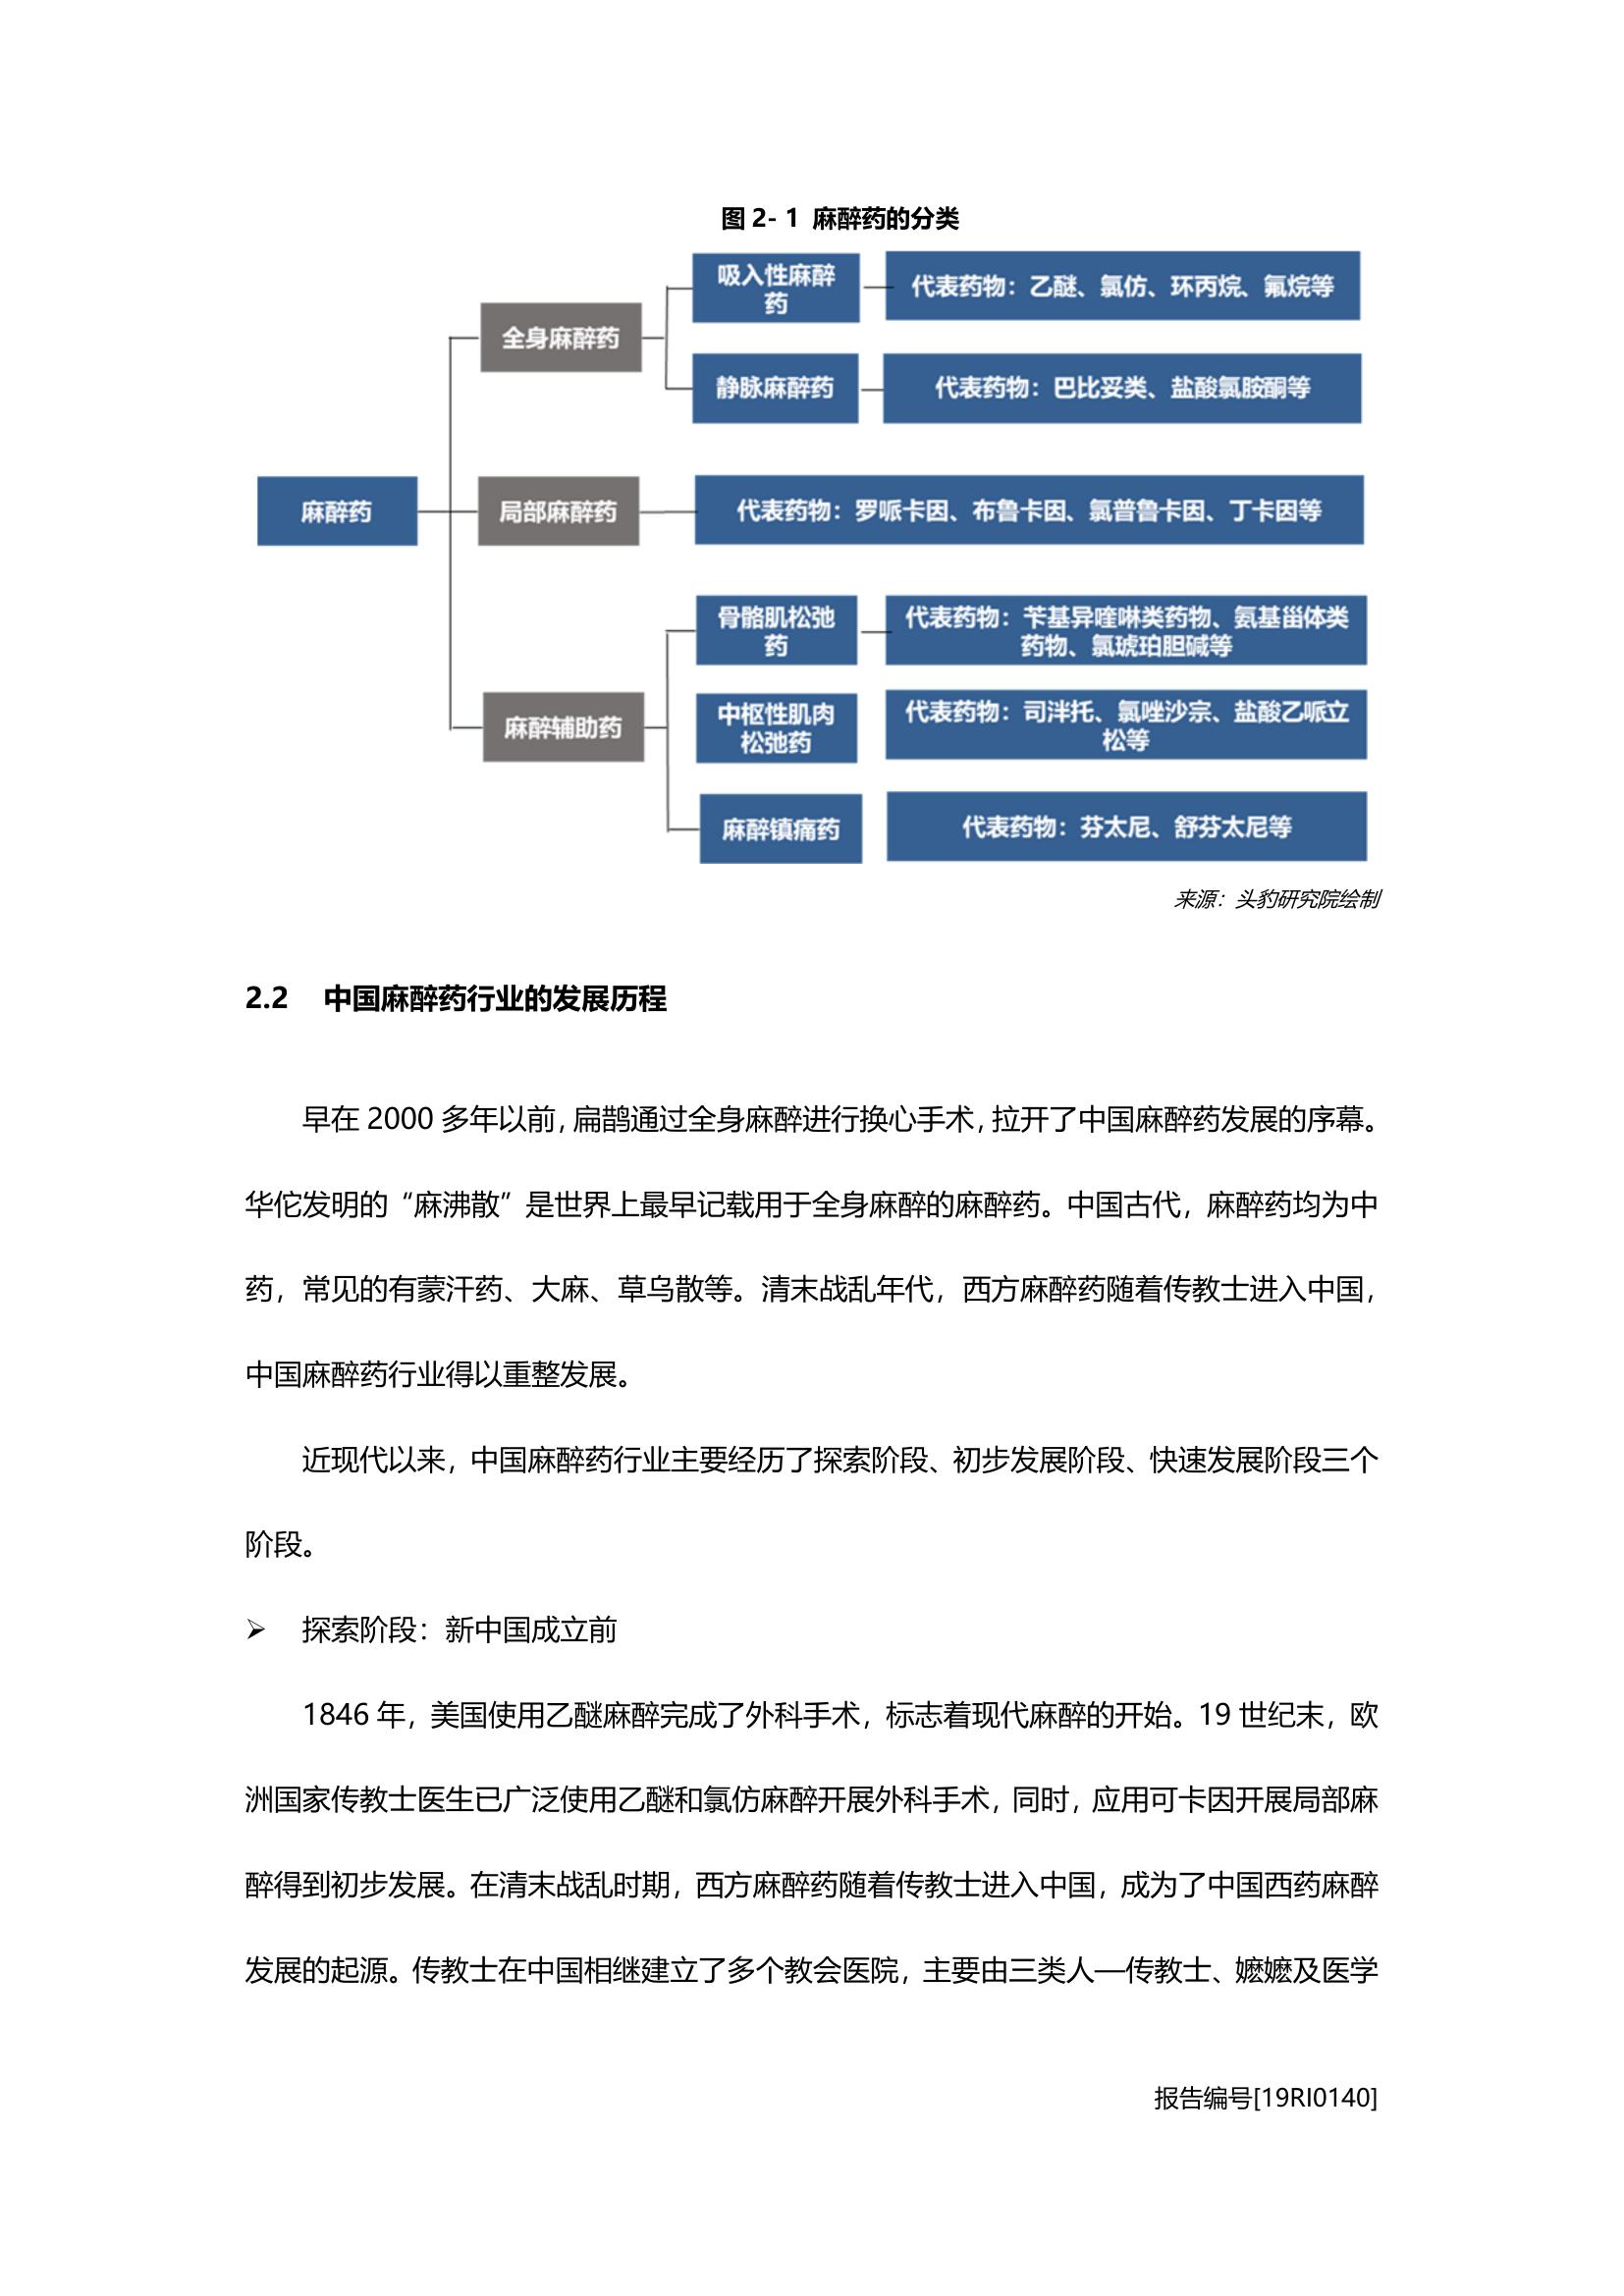 图 2- 1 麻醉药的分类
吸入性麻醉
药
代表药物：乙醚、氯仿、环丙烷、氟烷等
全身麻醉药
静脉麻醉药
代表药物：巴比妥类、盐酸氯胺酮等
麻醉药
局部麻醉药
代表药物：罗哌卡因、布鲁卡因、氯普鲁卡因、丁卡因等
骨骼肌松弛
药
代表药物：苄基异喹啉类药物、氨基甾体类
药物、氯琥珀胆碱等
麻醉辅助药
中枢性肌肉
松弛药
代表药物：司泮托、氯唑沙宗、盐酸乙哌立
松等
麻醉镇痛药
代表药物：芬太尼、舒芬太尼等
来源：头豹研究院绘制
2.2 中国麻醉药行业的发展历程
早在 2000 多年以前，扁鹊通过全身麻醉进行换心手术，拉开了中国麻醉药发展的序幕。
华佗发明的“麻沸散”是世界上最早记载用于全身麻醉的麻醉药。中国古代，麻醉药均为中
药，常见的有蒙汗药、大麻、草乌散等。清末战乱年代，西方麻醉药随着传教士进入中国，
中国麻醉药行业得以重整发展。
近现代以来，中国麻醉药行业主要经历了探索阶段、初步发展阶段、快速发展阶段三个
阶段。
➢ 探索阶段：新中国成立前
1846 年，美国使用乙醚麻醉完成了外科手术，标志着现代麻醉的开始。19 世纪末，欧
洲国家传教士医生已广泛使用乙醚和氯仿麻醉开展外科手术，同时，应用可卡因开展局部麻
醉得到初步发展。在清末战乱时期，西方麻醉药随着传教士进入中国，成为了中国西药麻醉
发展的起源。传教士在中国相继建立了多个教会医院，主要由三类人—传教士、嬷嬷及医学
报告编号[19RI0140]